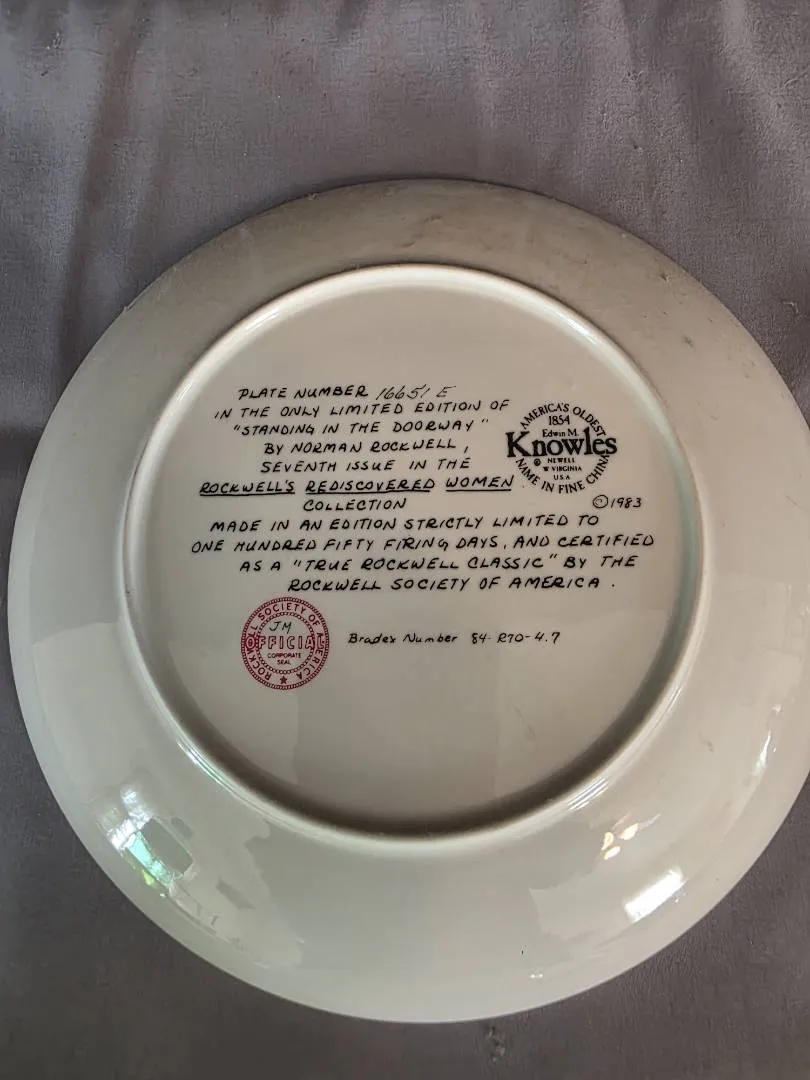 PLATE NUMBER 16651 E
IN THE ONLY LIMITED EDITION OF
"STANDING IN THE DOORWAY"
BY NORMAN ROCKWELL,
SEVENTH ISSUE IN THE
ROCKWELL'S REDISCOVERED WOMEN
COLLECTION
MADE IN AN EDITION STRICTLY LIMITED TO
ONE HUNDRED FIFTY FIRING DAYS, AND CERTIFIED
AS A "TRUE ROCKWELL CLASSIC" BY THE
ROCKWELL SOCIETY OF AMERICA.
AMERICA'S OLDEST
1854
Edwin M.
Knowles
© NEWELL
W VIRGINIA
USA
NAME IN FINE CHINA
©1983
ROCKWELL SOCIETY OF AMERICA
JM
OFFICIAL
CORPORATE
SEAL
Bradex Number 84-R70-4.7